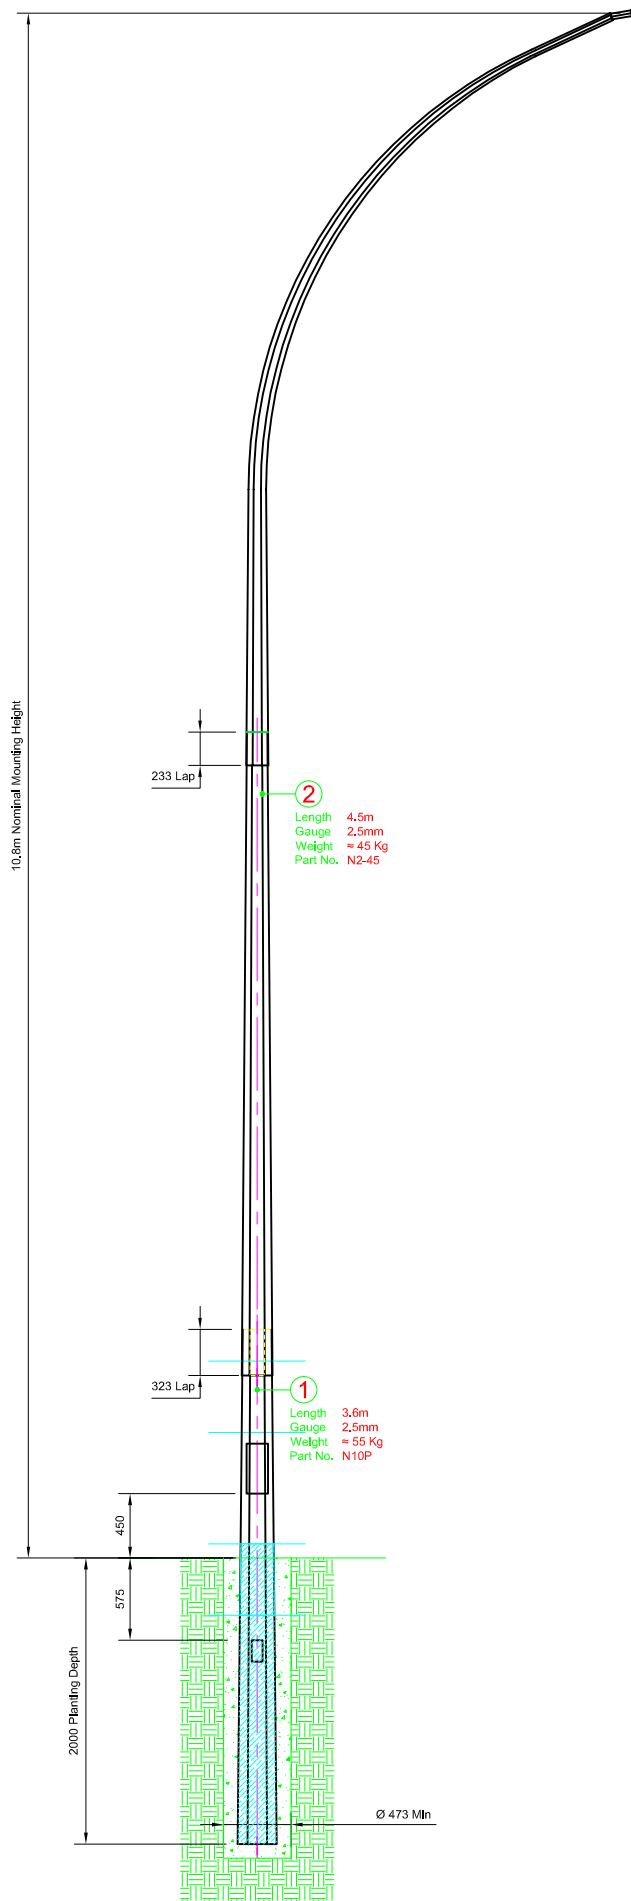 10.8m Nominal Mounting Height
233 Lap
2
Length 4.5m
Gauge 2.5mm
Weight ≈ 45 Kg
Part No. N2-45
323 Lap
1
Length 3.6m
Gauge 2.5mm
Weight ≈ 55 Kg
Part No. N10P
450
575
2000 Planting Depth
Ø 473 Min